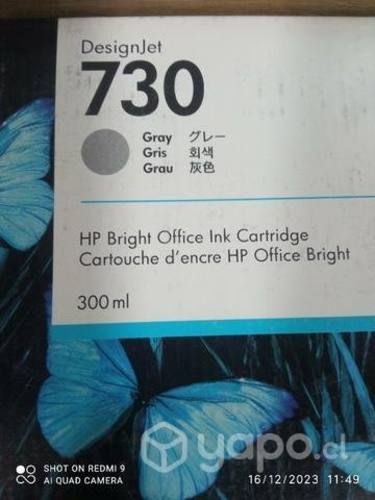 DesignJet
730
Gray グレー
Gris 회색
Grau 灰色
HP Bright Office Ink Cartridge
Cartouche d'encre HP Office Bright
300 ml
yapo.cl
SHOT ON REDMI 9
AI QUAD CAMERA
16/12/2023 11:49